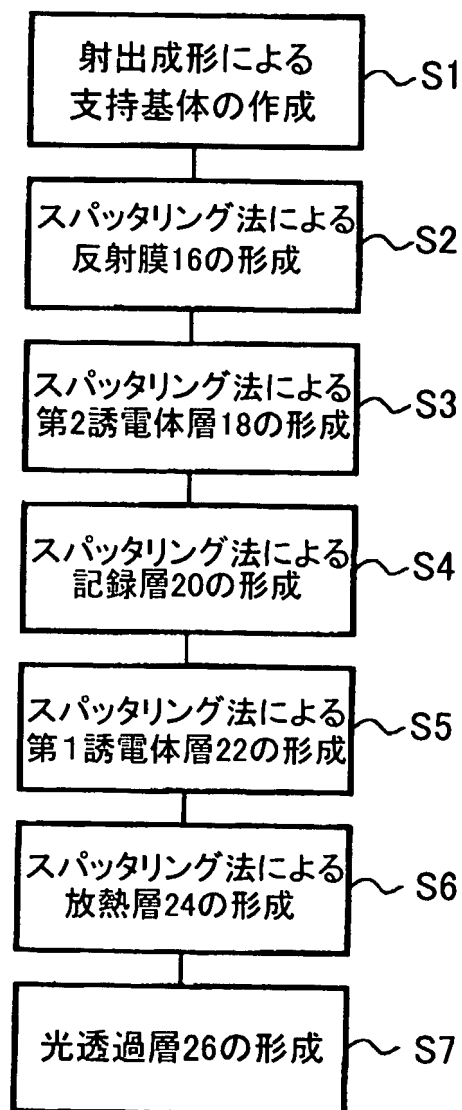 射出成形による
支持基体の作成
S1
スパッタリング法による
反射膜16の形成
S2
スパッタリング法による
第2誘電体層18の形成
S3
スパッタリング法による
記録層20の形成
S4
スパッタリング法による
第1誘電体層22の形成
S5
スパッタリング法による
放熱層24の形成
S6
光透過層26の形成
S7